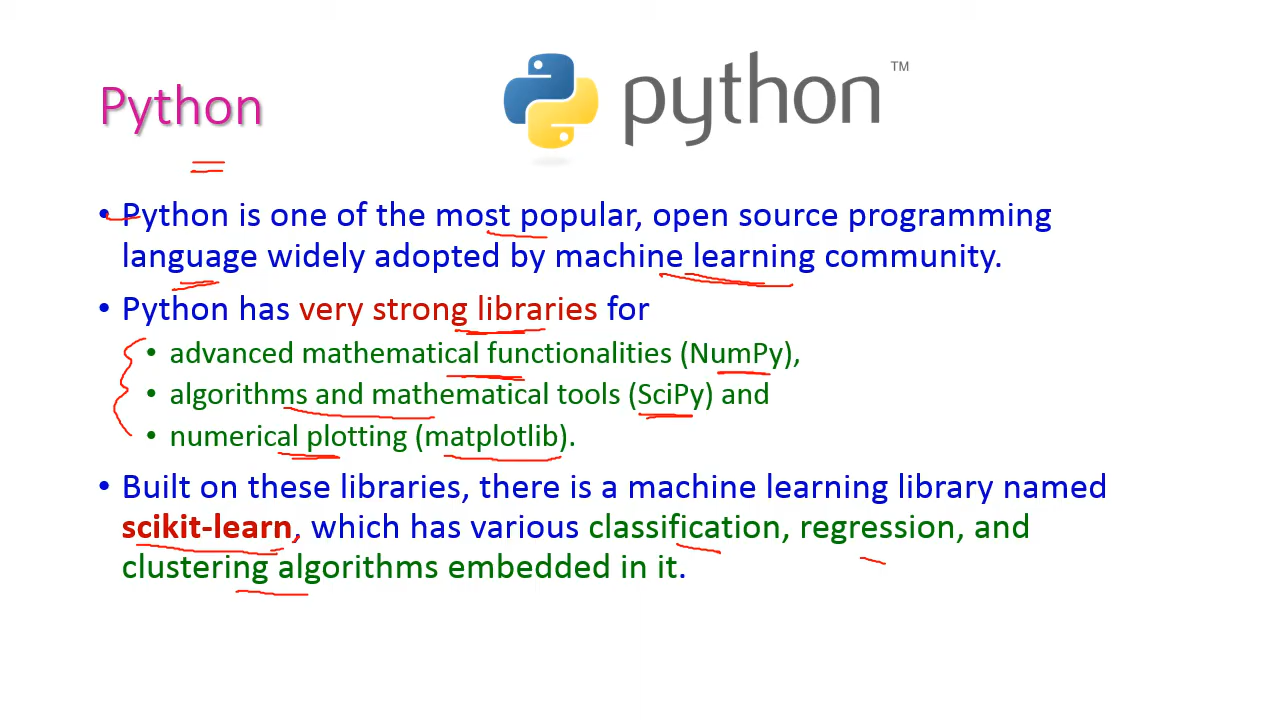 Python
python™
• Python is one of the most popular, open source programming
language widely adopted by machine learning community.
• Python has very strong libraries for
• advanced mathematical functionalities (NumPy),
• algorithms and mathematical tools (SciPy) and
• numerical plotting (matplotlib).
• Built on these libraries, there is a machine learning library named
scikit-learn, which has various classification, regression, and
clustering algorithms embedded in it.